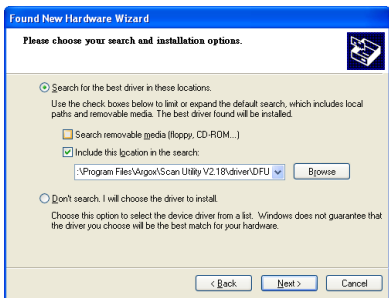 Found New Hardware Wizard
Please choose your search and installation options.
Search for the best driver in these locations.
Use the check boxes below to limit or expand the default search, which includes local
paths and removable media. The best driver found will be installed.
Search removable media (floppy, CD-ROM...)
Include this location in the search:
:\Program Files\Argox\Scan Utility V2.18\driver\DFU
Browse
Don't search. I will choose the driver to install.
Choose this option to select the device driver from a list. Windows does not guarantee that
the driver you choose will be the best match for your hardware.
< Back
Next >
Cancel